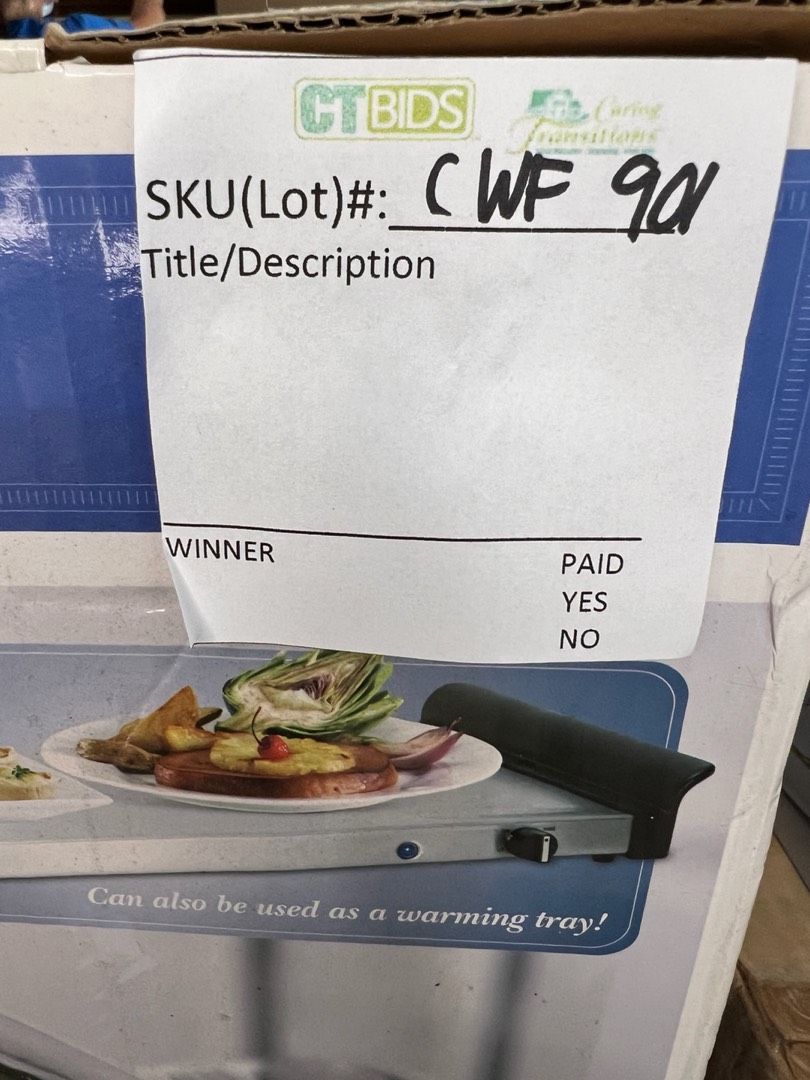 CTBIDS
Caring
Transitions
SKU(Lot)#: CWF 901
Title/Description
WINNER
PAID
YES
NO
Can also be used as a warming tray!